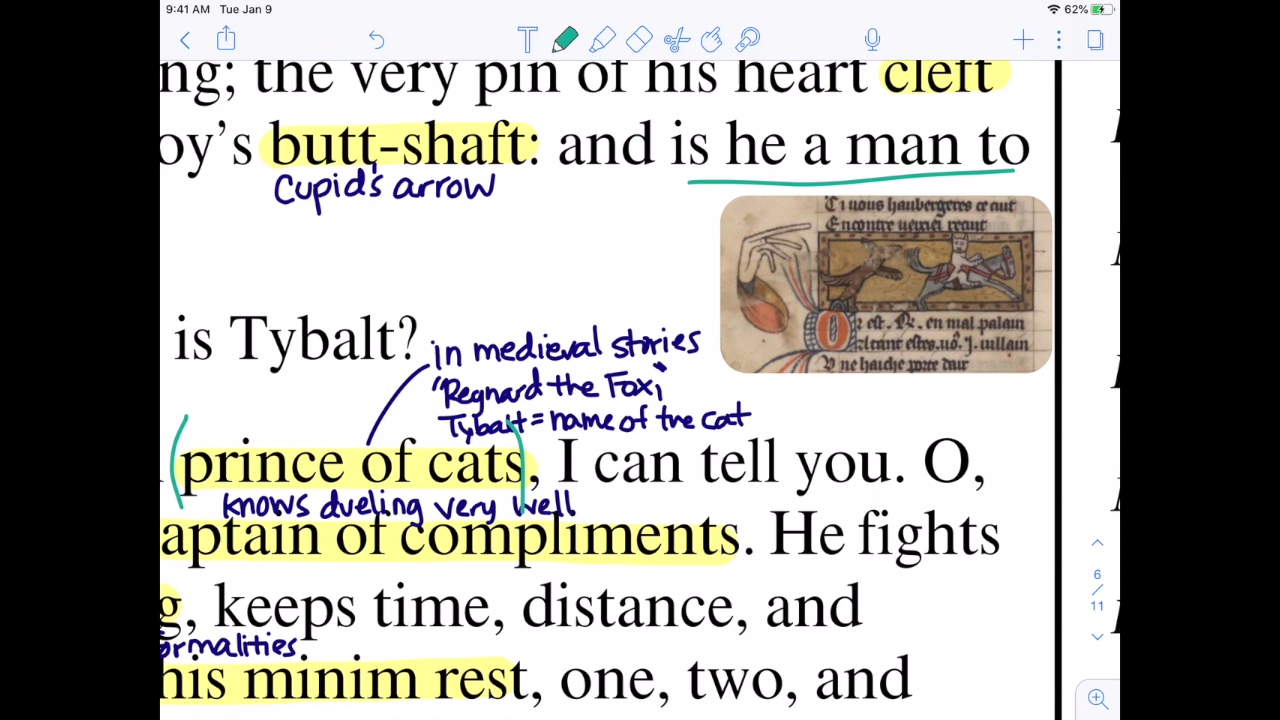 9:41 AM Tue Jan 9
62%
ng; the very pin of his heart cleft
oy's butt-shaft: and is he a man to
Cupid's arrow
is Tybalt?
in medieval stories
"Regnard the Fox,"
Tybalt = name of the cat
prince of cats, I can tell you. O,
knows dueling very well
aptain of compliments. He fights
g, keeps time, distance, and
ormalities
his minim rest, one, two, and
6
/
11